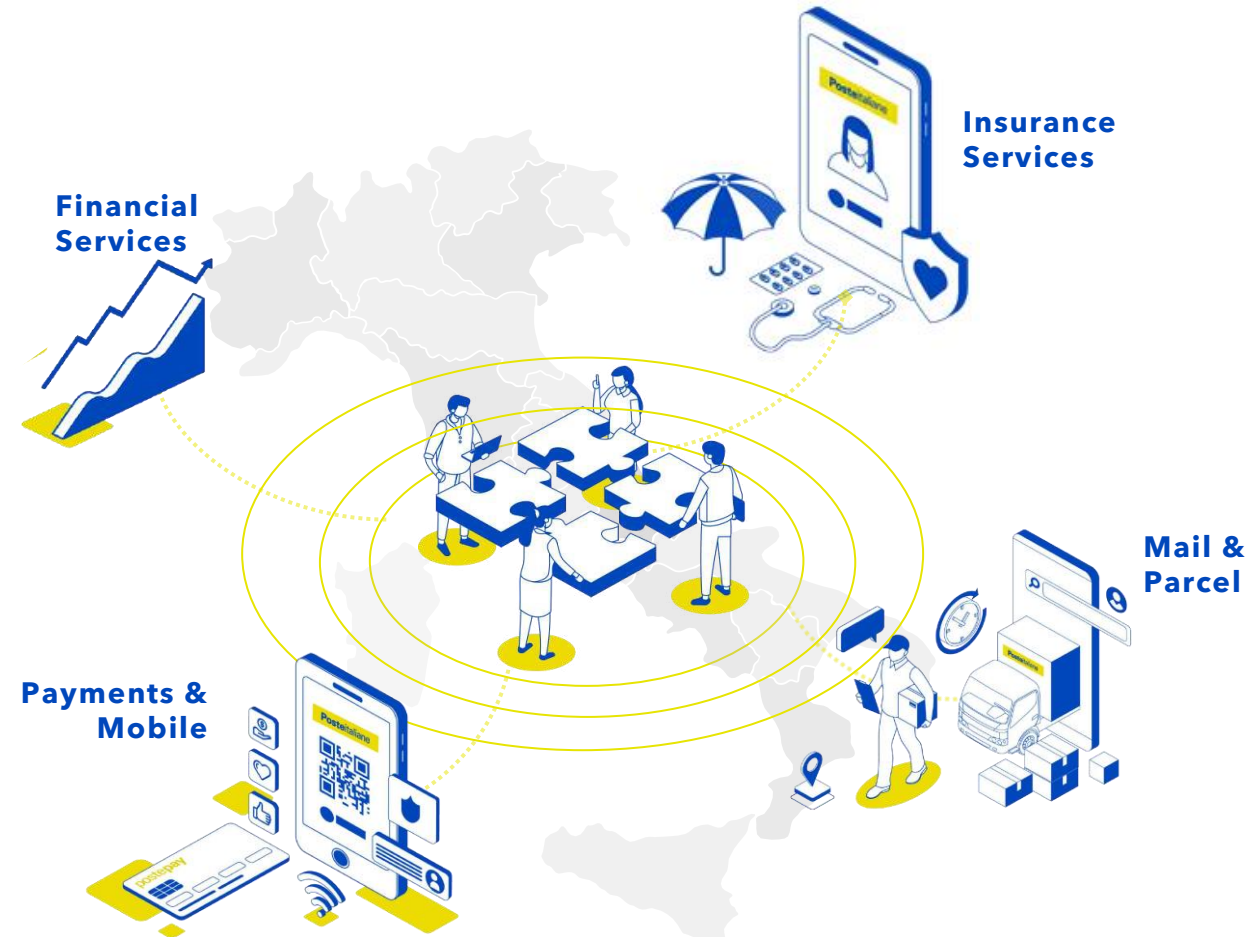 Posteitaliane
Insurance
Services
Financial
Services
Mail &
Parcel
Posteitaliane
Payments &
Mobile
Posteitaliane
postepay